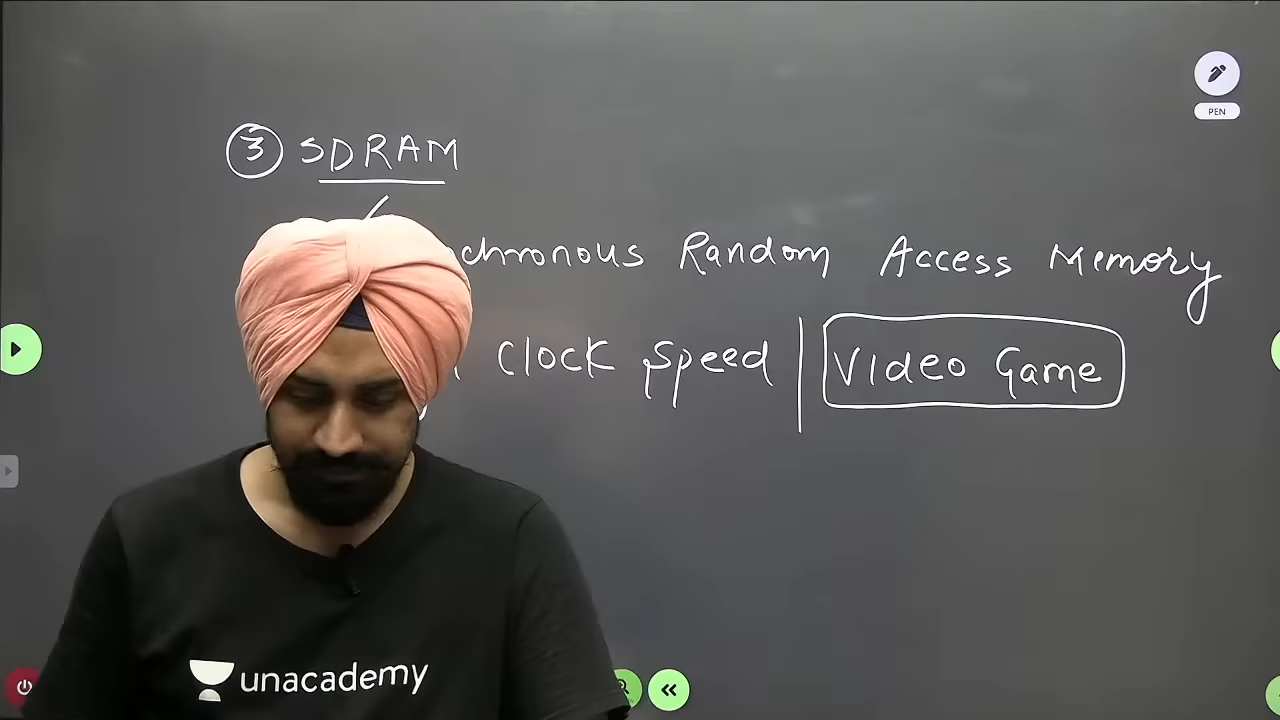 PEN
③ SDRAM
chronous Random Access Memory
Clock Speed | Video Game
unacademy